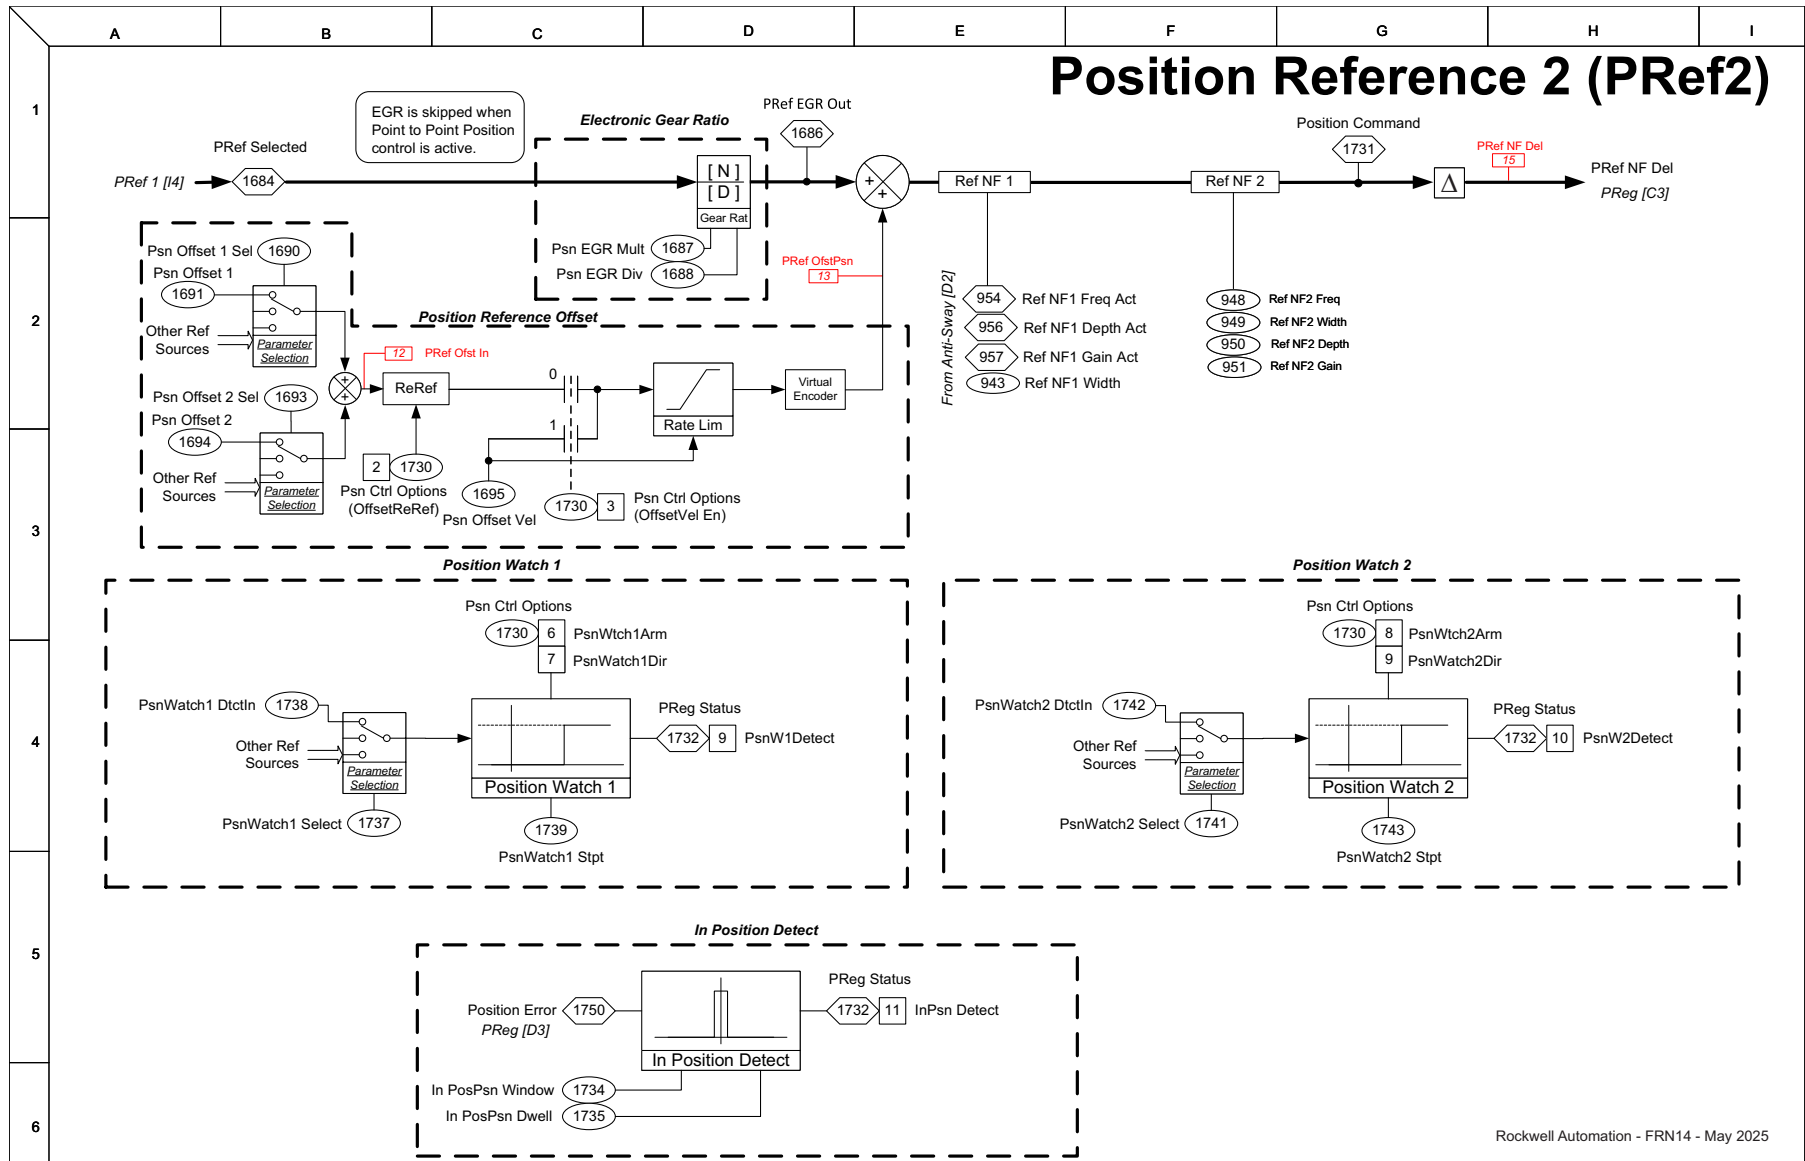 A B C D E F G H I
1
2
3
4
5
6
Position Reference 2 (PRef2)
EGR is skipped when
Point to Point Position
control is active.
Electronic Gear Ratio
PRef EGR Out
1686
PRef Selected
PRef 1 [I4]
1684
[ N ]
[ D ]
Gear Rat
Psn EGR Mult 1687
Psn EGR Div 1688
+
+
Ref NF 1
Ref NF 2
Position Command
1731
Δ
PRef NF Del
15
PRef NF Del
PReg [C3]
PRef OfstPsn
13
From Anti-Sway [D2]
954 Ref NF1 Freq Act
956 Ref NF1 Depth Act
957 Ref NF1 Gain Act
943 Ref NF1 Width
948 Ref NF2 Freq
949 Ref NF2 Width
950 Ref NF2 Depth
951 Ref NF2 Gain
Position Reference Offset
Psn Offset 1 Sel 1690
Psn Offset 1
1691
Other Ref
Sources
Parameter
Selection
Psn Offset 2 Sel 1693
Psn Offset 2
1694
Other Ref
Sources
Parameter
Selection
+
+
12 PRef Ofst In
ReRef
2 1730
Psn Ctrl Options
(OffsetReRef)
0
1
1695
Psn Offset Vel
1730 3
Psn Ctrl Options
(OffsetVel En)
Rate Lim
Virtual
Encoder
Position Watch 1
Psn Ctrl Options
1730 6 PsnWtch1Arm
7 PsnWatch1Dir
PsnWatch1 DtctIn 1738
Other Ref
Sources
Parameter
Selection
PsnWatch1 Select 1737
Position Watch 1
1739
PsnWatch1 Stpt
PReg Status
1732 9 PsnW1Detect
Position Watch 2
Psn Ctrl Options
1730 8 PsnWtch2Arm
9 PsnWatch2Dir
PsnWatch2 DtctIn 1742
Other Ref
Sources
Parameter
Selection
PsnWatch2 Select 1741
Position Watch 2
1743
PsnWatch2 Stpt
PReg Status
1732 10 PsnW2Detect
In Position Detect
Position Error 1750
PReg [D3]
In Position Detect
PReg Status
1732 11 InPsn Detect
In PosPsn Window 1734
In PosPsn Dwell 1735
Rockwell Automation - FRN14 - May 2025